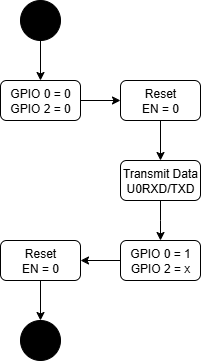 GPIO 0 = 0
GPIO 2 = 0
Reset
EN = 0
Transmit Data
U0RXD/TXD
GPIO 0 = 1
GPIO 2 = x
Reset
EN = 0